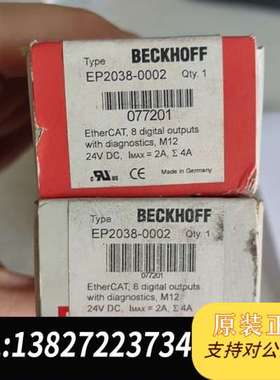 Type BECKHOFF
EP2038-0002 Qty. 1
077201
EtherCAT, 8 digital outputs
with diagnostics, M12
24V DC, IMAX = 2A, Σ 4A
c UL US CE Made in Germany
Type BECKHOFF
EP2038-0002 Qty. 1
077201
EtherCAT, 8 digital outputs
with diagnostics, M12
24V DC, IMAX = 2A, Σ 4A
:13827223734
原装正
支持对公